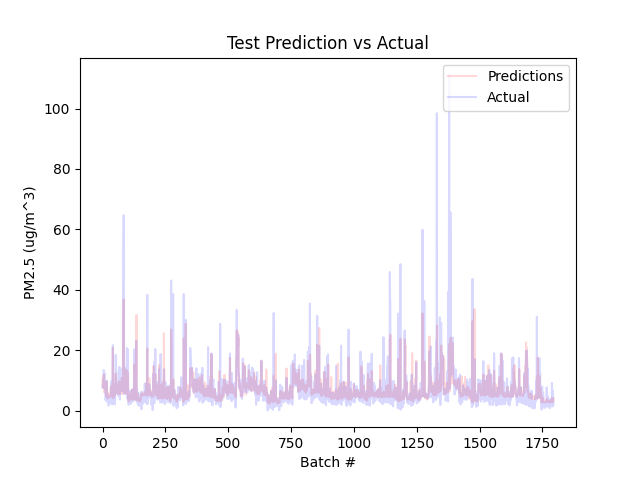 Test Prediction vs Actual
Predictions
Actual
PM2.5 (ug/m^3)
100
80
60
40
20
0
0 250 500 750 1000 1250 1500 1750
Batch #